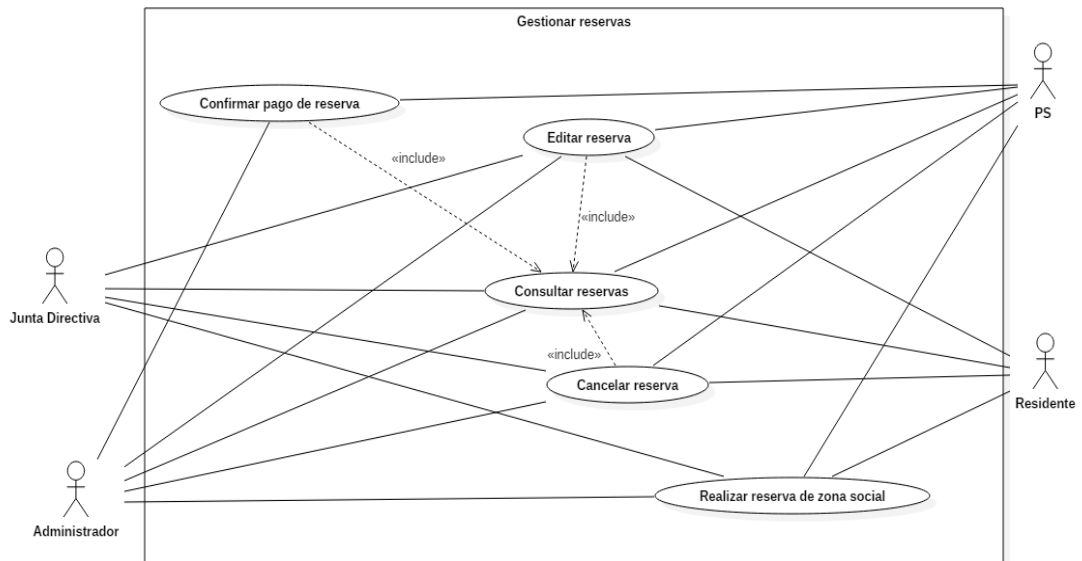 Gestionar reservas
Confirmar pago de reserva
PS
Editar reserva
«include»
«include»
Consultar reservas
Junta Directiva
«include»
Cancelar reserva
Residente
Realizar reserva de zona social
Administrador